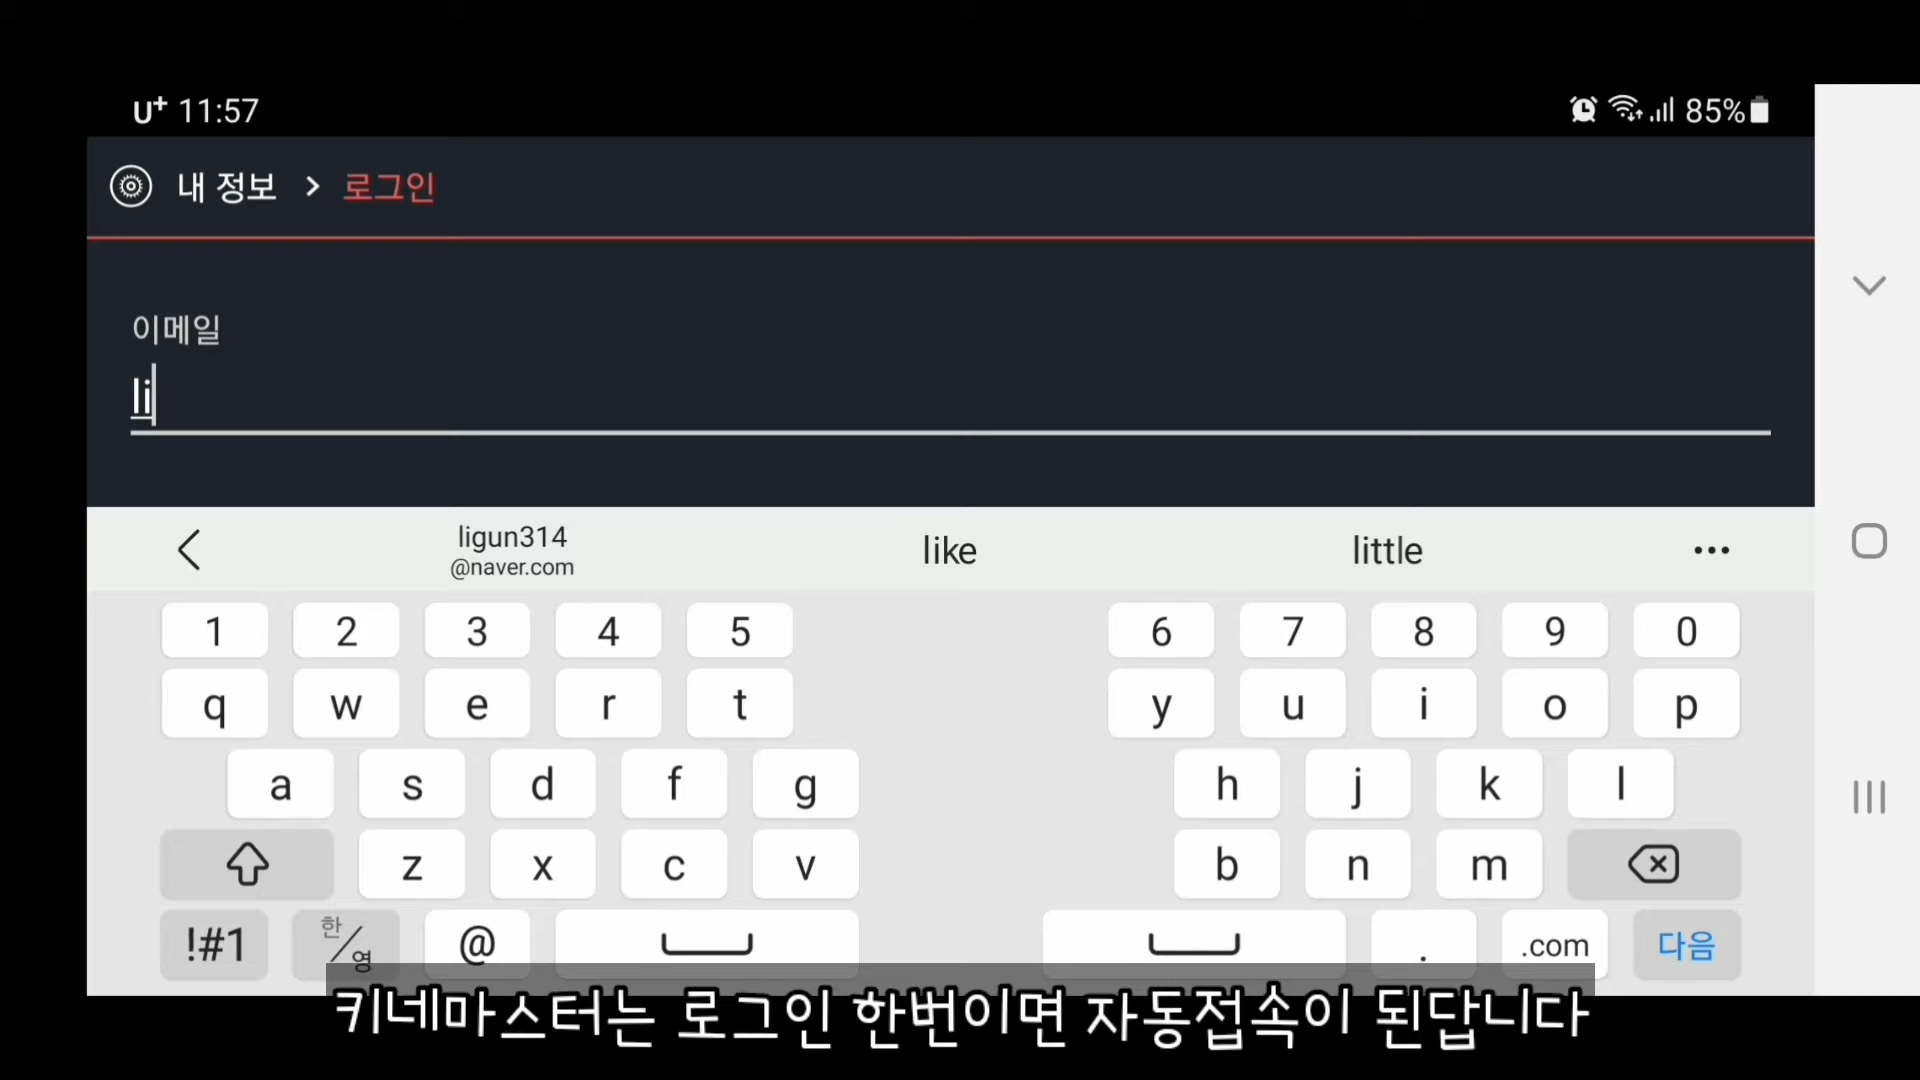 U+ 11:57 85%
내 정보 > 로그인
이메일
li
ligun314
@naver.com
like little ...
1 2 3 4 5 6 7 8 9 0
q w e r t y u i o p
a s d f g h j k l
z x c v b n m
!#1 한/영 @ . .com 다음
키네마스터는 로그인 한번이면 자동접속이 된답니다